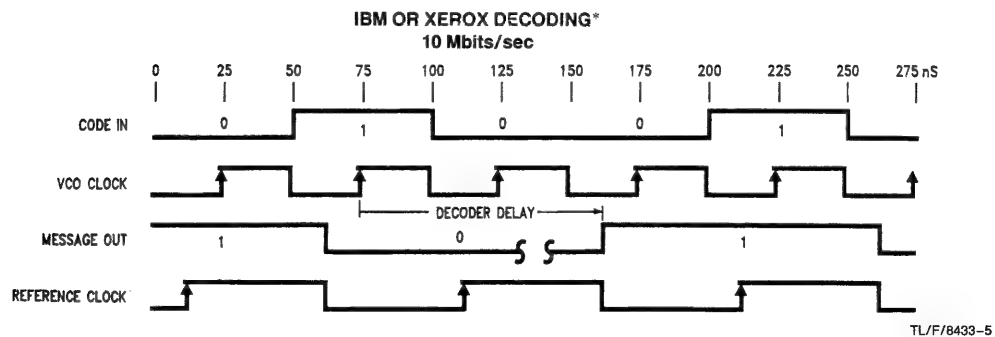 IBM OR XEROX DECODING*
10 Mbits/sec
0 25 50 75 100 125 150 175 200 225 250 275 nS
CODE IN 0 1 0 0 1
VCO CLOCK
DECODER DELAY
MESSAGE OUT 1 0 1
REFERENCE CLOCK
TL/F/8433-5